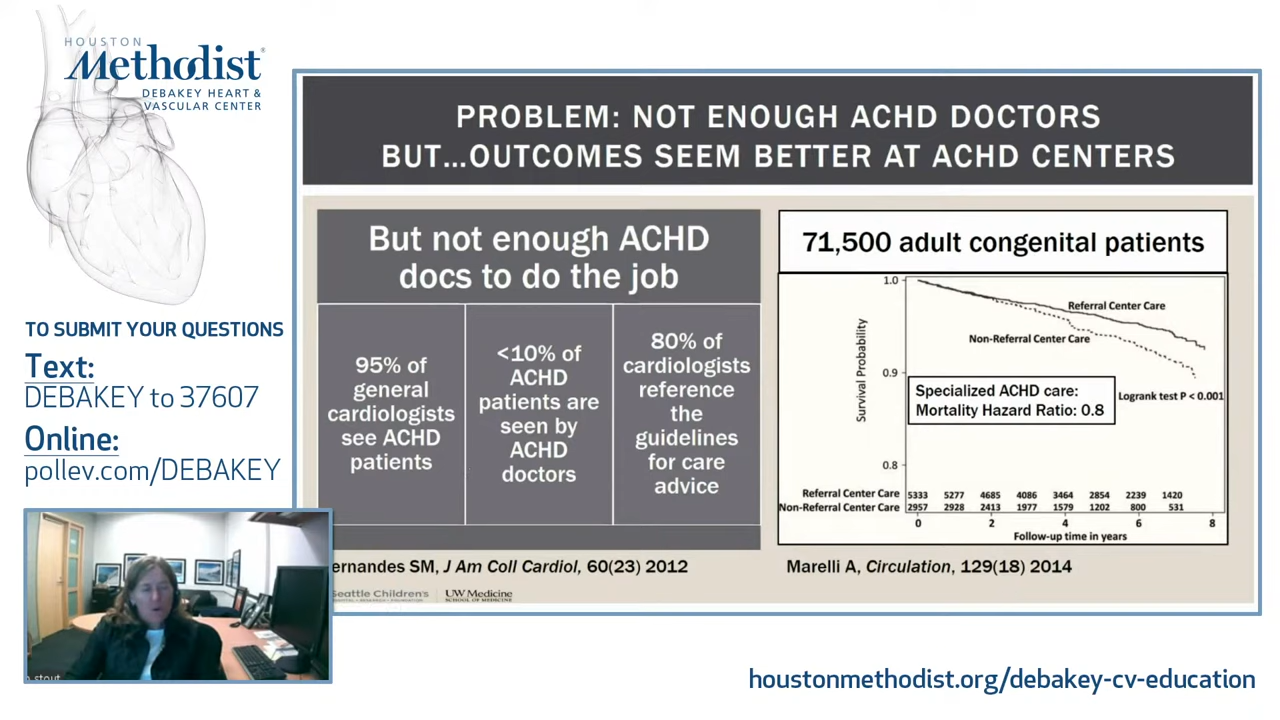 HOUSTON
Methodist®
DEBAKEY HEART &
VASCULAR CENTER
TO SUBMIT YOUR QUESTIONS
Text:
DEBAKEY to 37607
Online:
pollev.com/DEBAKEY
stout
PROBLEM: NOT ENOUGH ACHD DOCTORS
BUT...OUTCOMES SEEM BETTER AT ACHD CENTERS
But not enough ACHD
docs to do the job
95% of
general
cardiologists
see ACHD
patients
<10% of
ACHD
patients are
seen by
ACHD
doctors
80% of
cardiologists
reference
the
guidelines
for care
advice
ernandes SM, J Am Coll Cardiol, 60(23) 2012
Seattle Children's
HOSPITAL • RESEARCH • FOUNDATION
UW Medicine
SCHOOL OF MEDICINE
71,500 adult congenital patients
Survival Probability
1.0
0.9
0.8
Referral Center Care
Non-Referral Center Care
Specialized ACHD care:
Mortality Hazard Ratio: 0.8
Logrank test P < 0.001
Referral Center Care 5333 5277 4685 4086 3464 2854 2239 1420
Non-Referral Center Care 2957 2928 2413 1977 1579 1202 800 531
0 2 4 6 8
Follow-up time in years
Marelli A, Circulation, 129(18) 2014
houstonmethodist.org/debakey-cv-education